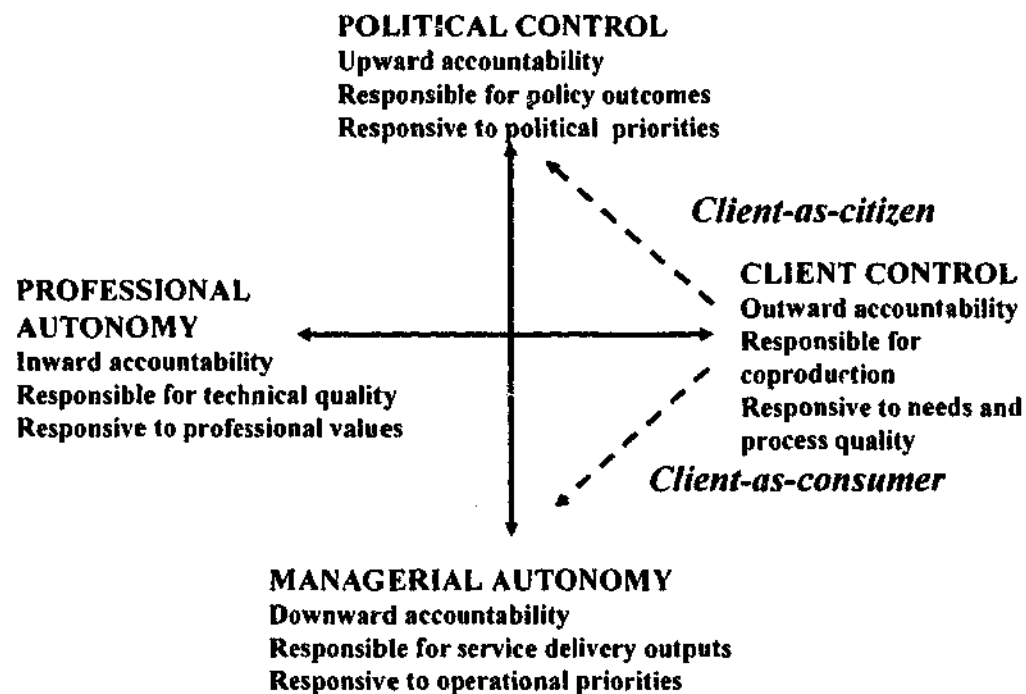 POLITICAL CONTROL
Upward accountability
Responsible for policy outcomes
Responsive to political priorities
Client-as-citizen
PROFESSIONAL
AUTONOMY
Inward accountability
Responsible for technical quality
Responsive to professional values
CLIENT CONTROL
Outward accountability
Responsible for
coproduction
Responsive to needs and
process quality
Client-as-consumer
MANAGERIAL AUTONOMY
Downward accountability
Responsible for service delivery outputs
Responsive to operational priorities